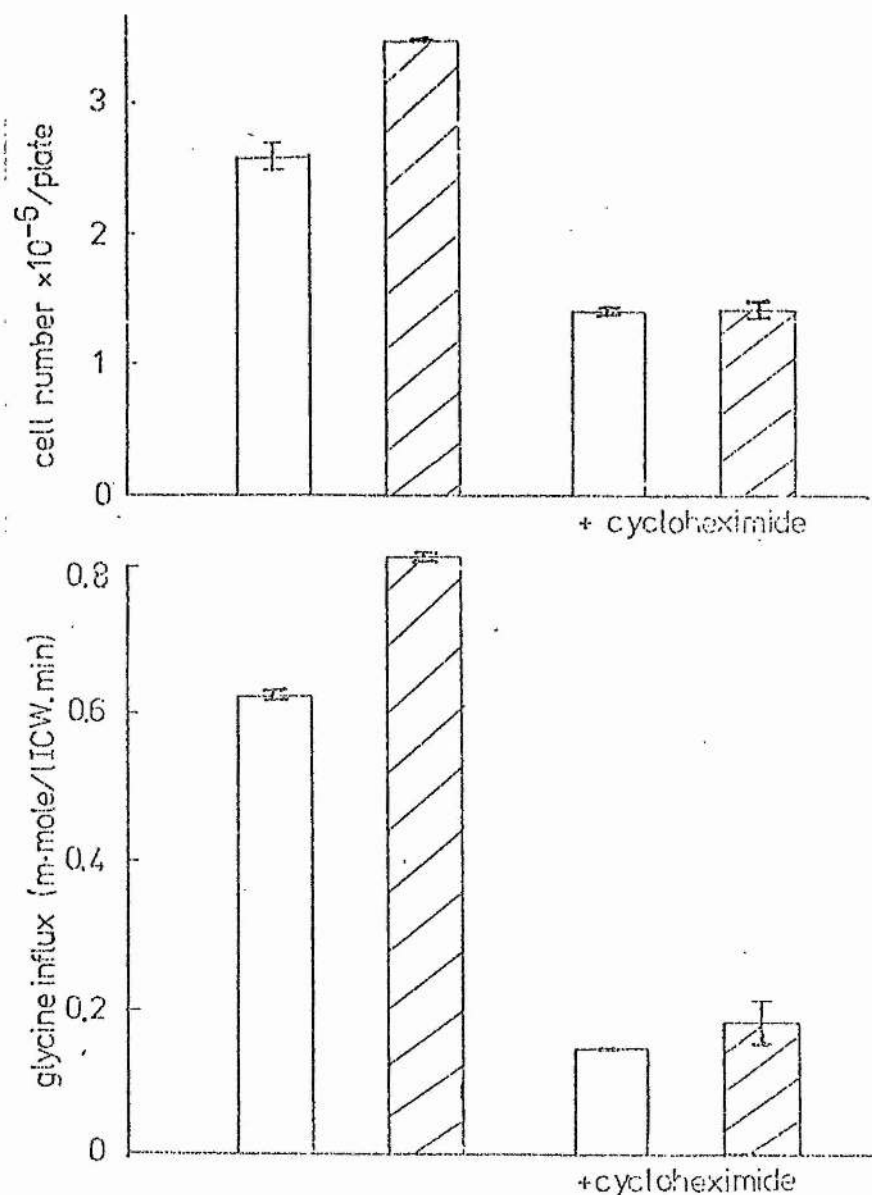 3
2
1
0
cell number ×10⁻⁶/plate
+ cycloheximide
0.8
0.6
0.4
0.2
0
glycine influx (m·mole/lICW.min)
+cycloheximide